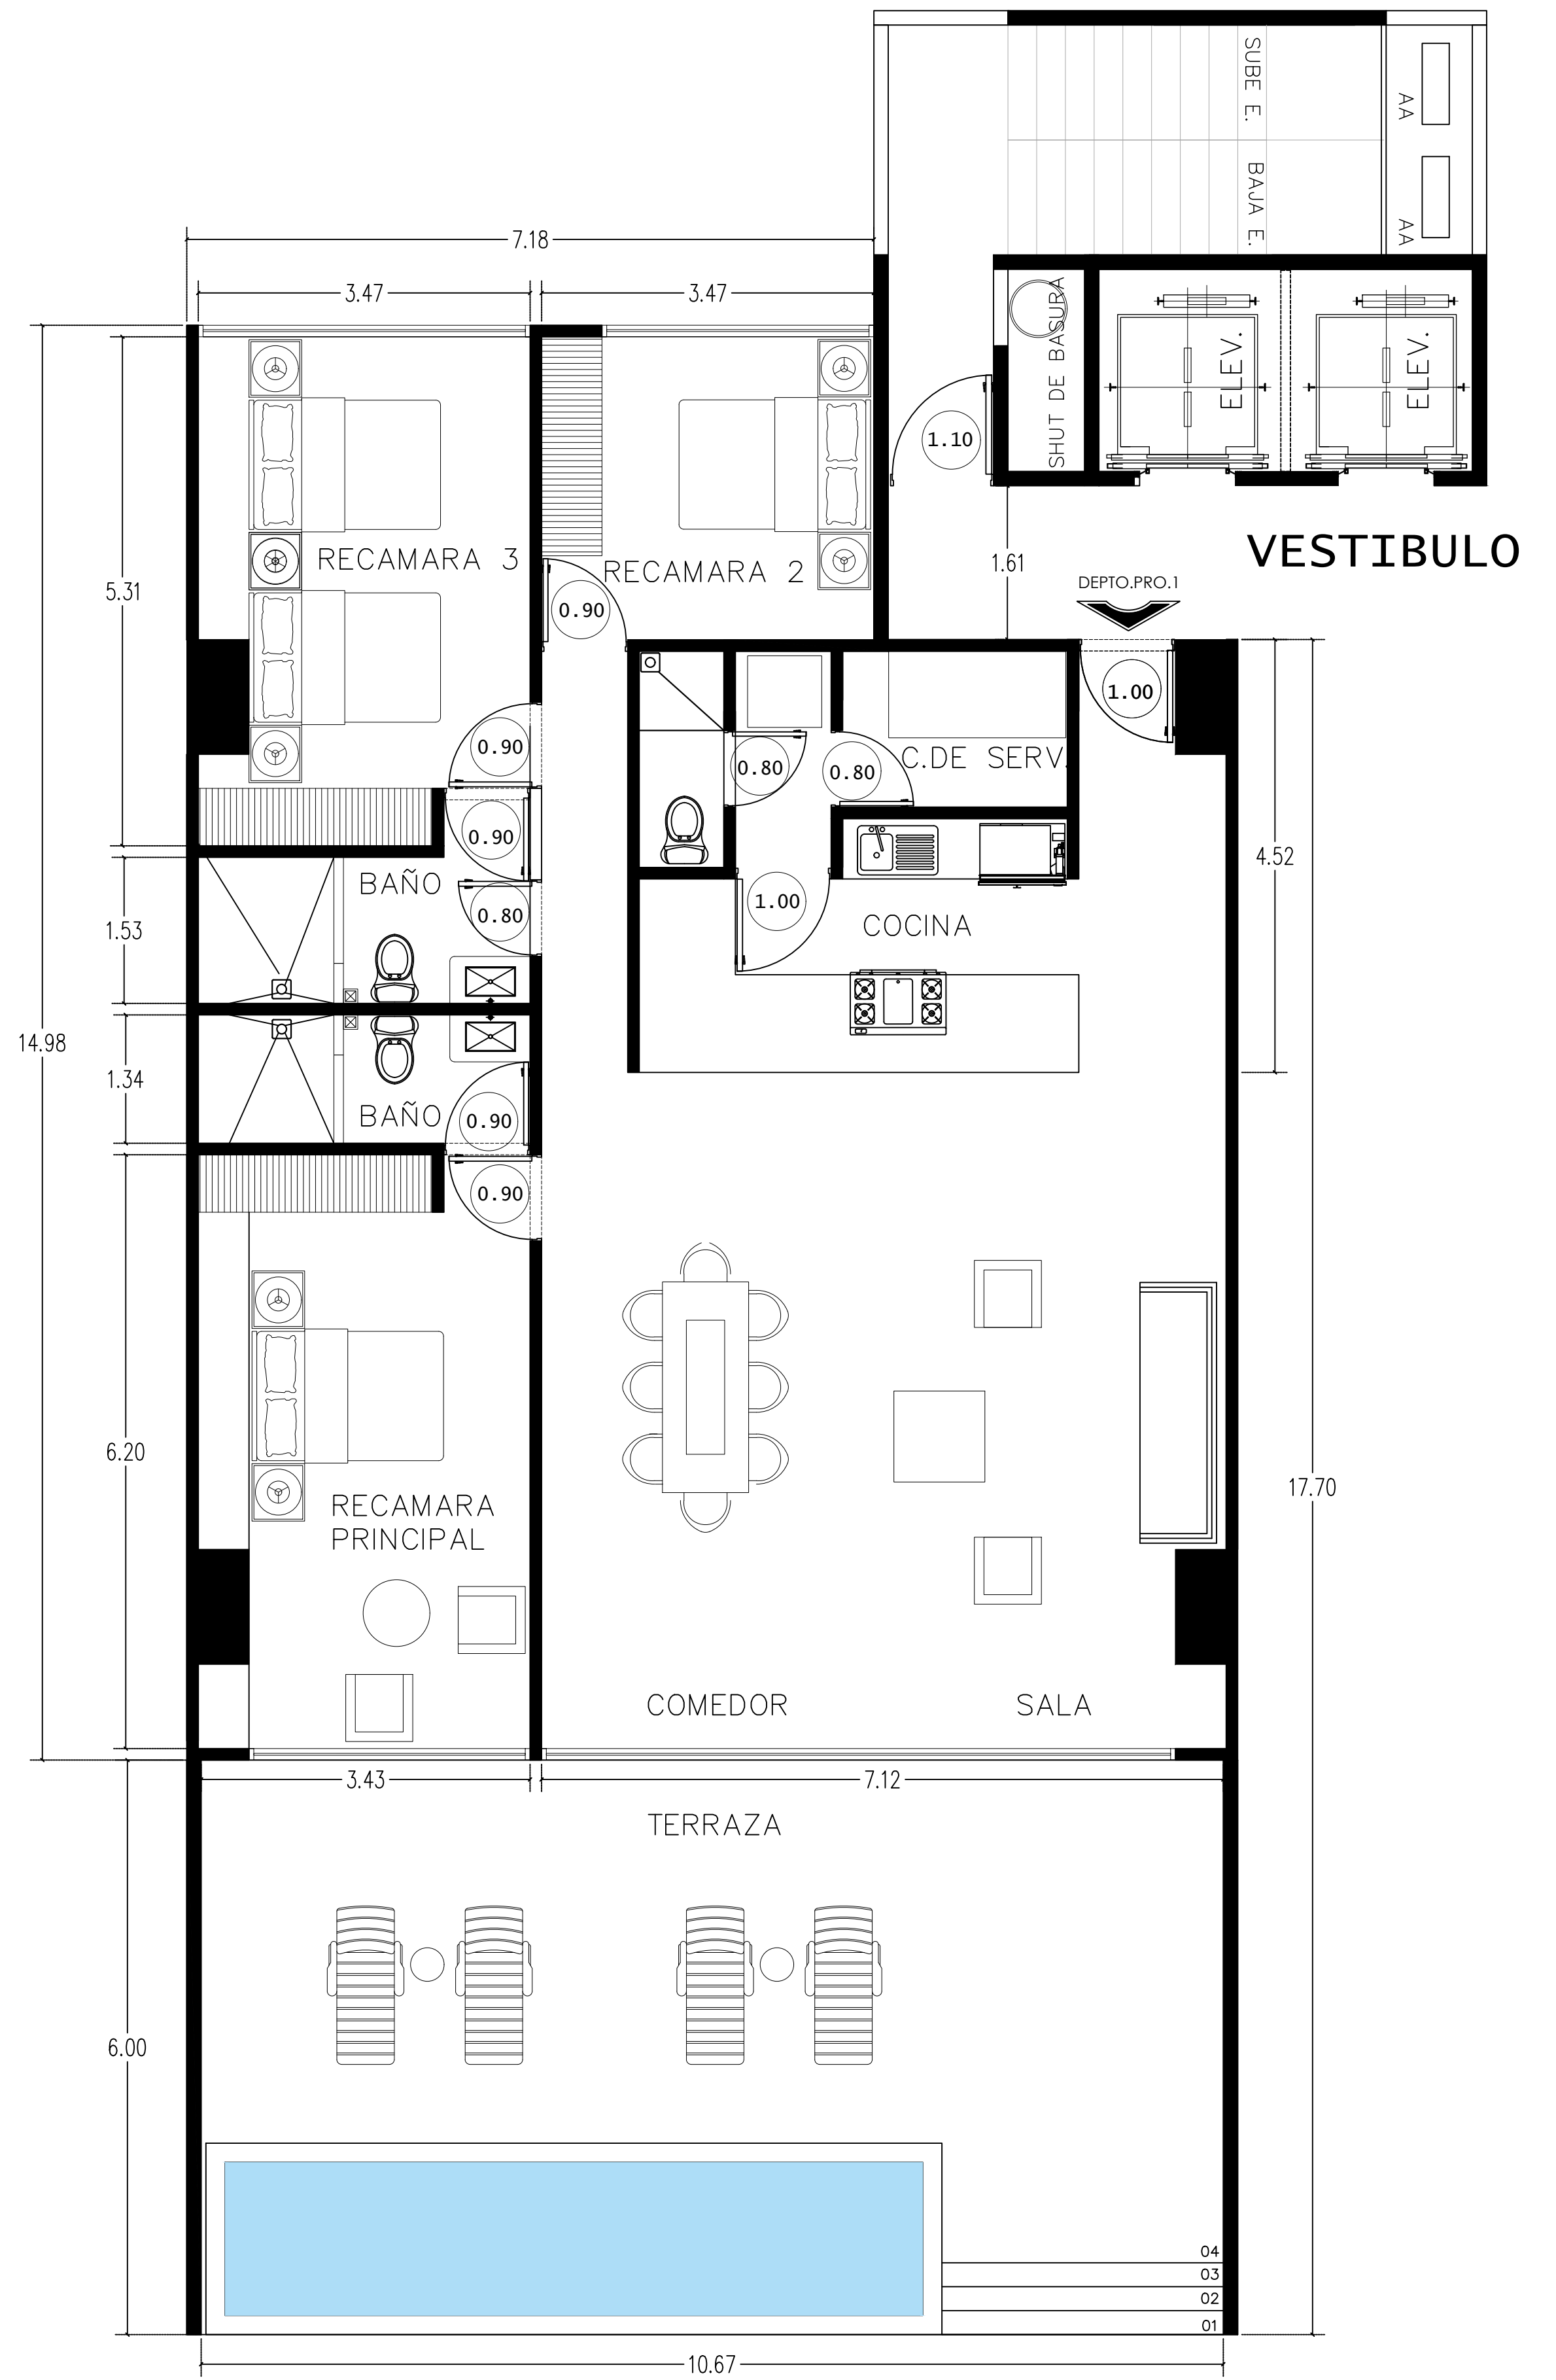 SUBE E.
AA
BAJA E.
AA
7.18
3.47
3.47
SHUT DE BASURA
ELEV.
ELEV.
1.10
VESTIBULO
RECAMARA 3
RECAMARA 2
1.61
DEPTO.PRO.1
5.31
0.90
1.00
0.90
0.80
0.80
C.DE SERV.
0.90
4.52
BAÑO
0.80
1.00
COCINA
1.53
14.98
1.34
BAÑO
0.90
0.90
6.20
17.70
RECAMARA
PRINCIPAL
COMEDOR
SALA
3.43
7.12
TERRAZA
6.00
04
03
02
01
10.67